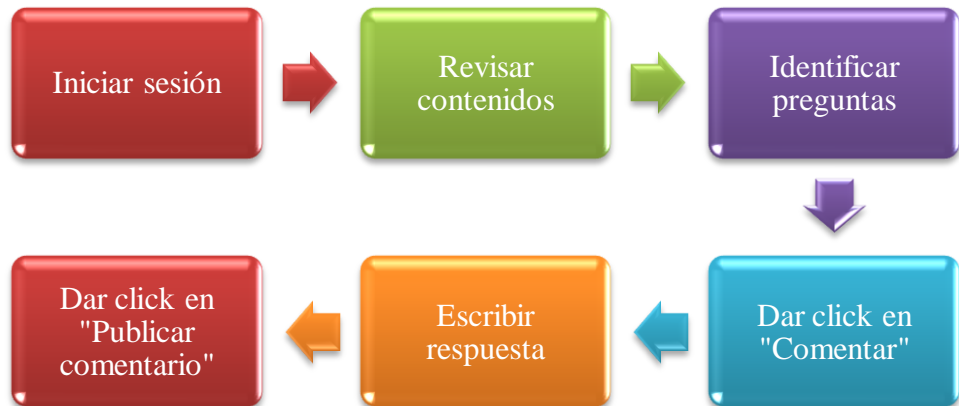 Iniciar sesión
Revisar
contenidos
Identificar
preguntas
Dar click en
"Comentar"
Escribir
respuesta
Dar click en
"Publicar
comentario"